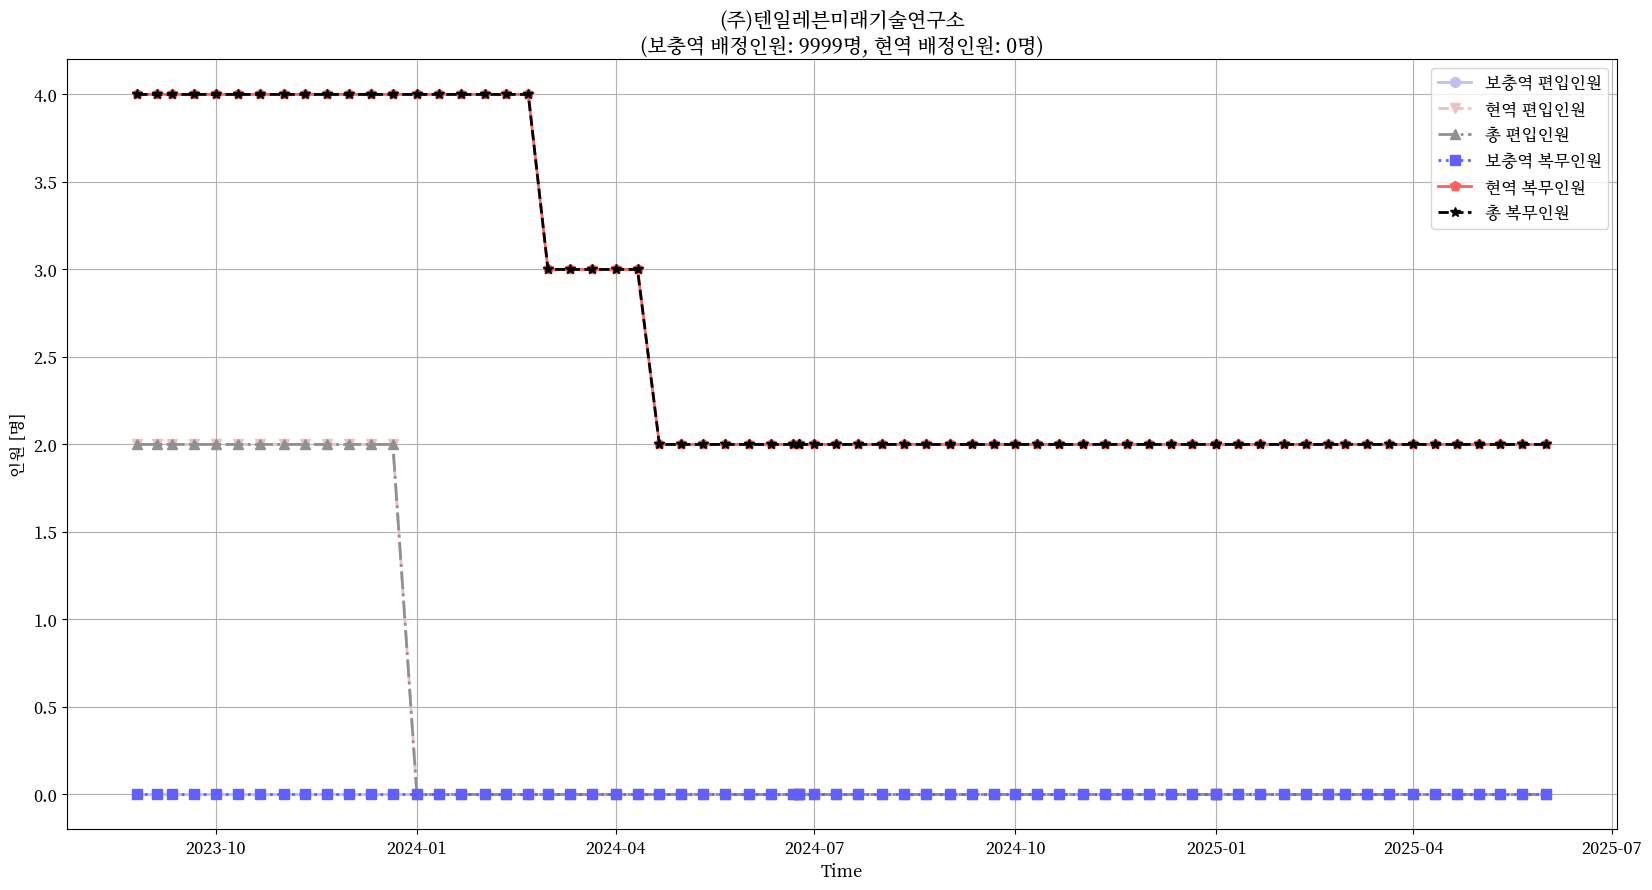 (주)텐일레븐미래기술연구소
(보충역 배정인원: 9999명, 현역 배정인원: 0명)
보충역 편입인원
현역 편입인원
총 편입인원
보충역 복무인원
현역 복무인원
총 복무인원
4.0
3.5
3.0
2.5
2.0
1.5
1.0
0.5
0.0
인원 [명]
2023-10
2024-01
2024-04
2024-07
2024-10
2025-01
2025-04
2025-07
Time